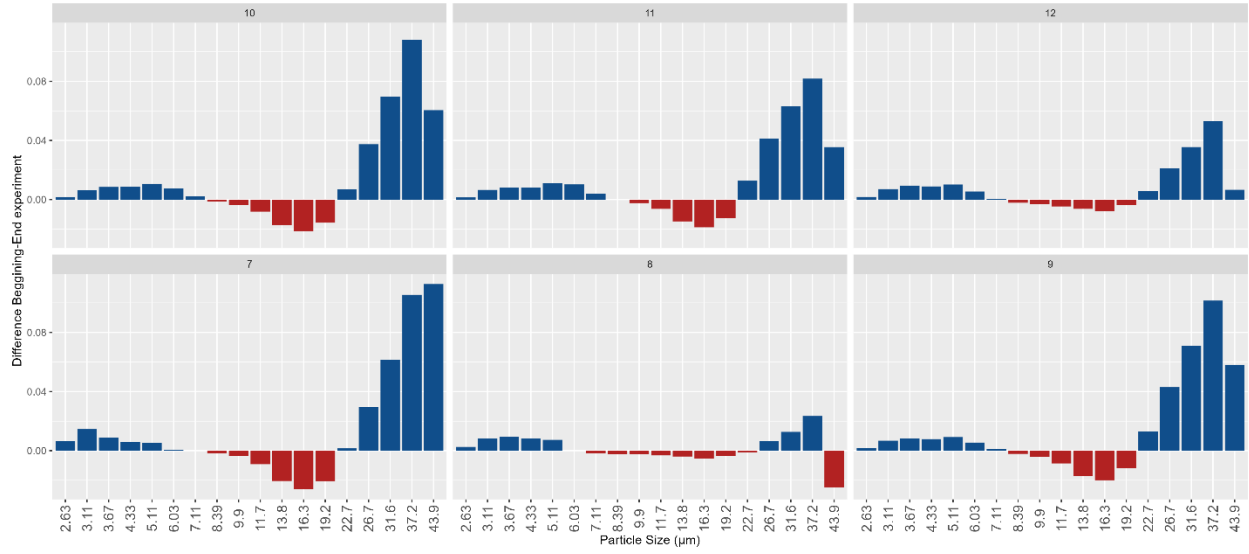 10 11 12
Difference Beggining-End experiment
0.08
0.04
0.00
7 8 9
0.08
0.04
0.00
2.63 3.11 3.67 4.33 5.11 6.03 7.11 8.39 9.9 11.7 13.8 16.3 19.2 22.7 26.7 31.6 37.2 43.9 2.63 3.11 3.67 4.33 5.11 6.03 7.11 8.39 9.9 11.7 13.8 16.3 19.2 22.7 26.7 31.6 37.2 43.9 2.63 3.11 3.67 4.33 5.11 6.03 7.11 8.39 9.9 11.7 13.8 16.3 19.2 22.7 26.7 31.6 37.2 43.9
Particle Size (µm)